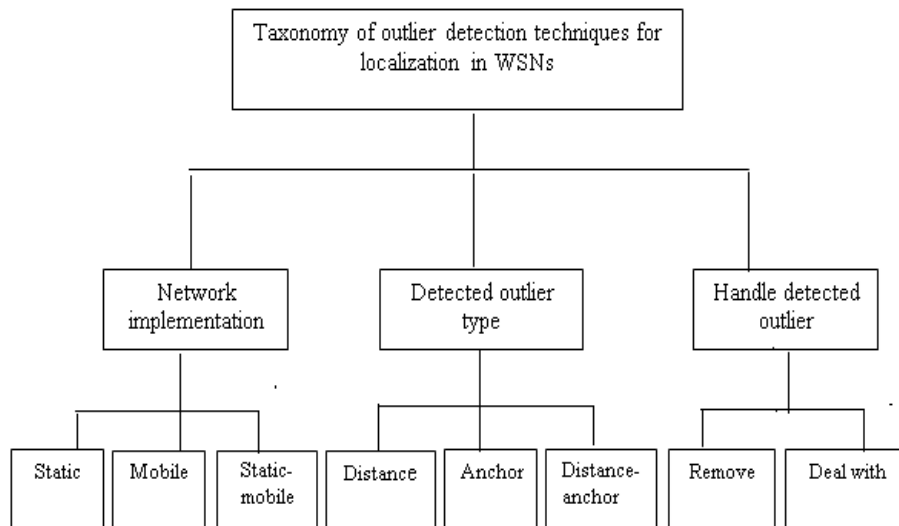 Taxonomy of outlier detection techniques for
localization in WSNs
Network
implementation
Detected outlier
type
Handle detected
outlier
Static
Mobile
Static-
mobile
Distance
Anchor
Distance-
anchor
Remove
Deal with